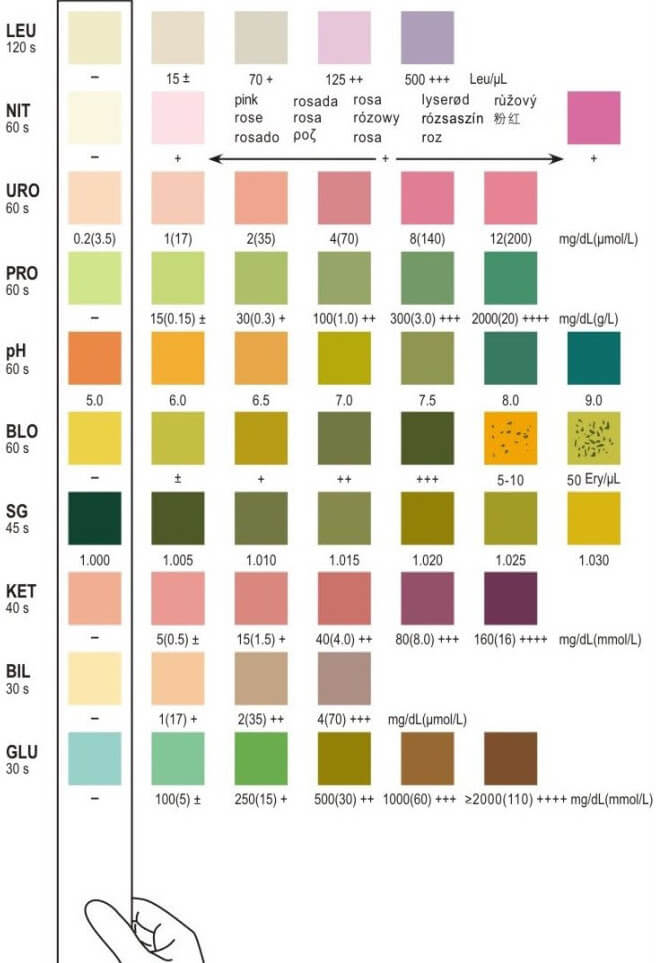 LEU
120 s
– 15 ± 70 + 125 ++ 500 +++ Leu/µL
NIT
60 s
pink rosada rosa lyserød růžový
rose rosa rózowy rózsaszín 粉紅
rosado ροζ rosa roz
– + + +
URO
60 s
0.2(3.5) 1(17) 2(35) 4(70) 8(140) 12(200) mg/dL(µmol/L)
PRO
60 s
– 15(0.15) ± 30(0.3) + 100(1.0) ++ 300(3.0) +++ 2000(20) ++++ mg/dL(g/L)
pH
60 s
5.0 6.0 6.5 7.0 7.5 8.0 9.0
BLO
60 s
– ± + ++ +++ 5-10 50 Ery/µL
SG
45 s
1.000 1.005 1.010 1.015 1.020 1.025 1.030
KET
40 s
– 5(0.5) ± 15(1.5) + 40(4.0) ++ 80(8.0) +++ 160(16) ++++ mg/dL(mmol/L)
BIL
30 s
– 1(17) + 2(35) ++ 4(70) +++ mg/dL(µmol/L)
GLU
30 s
– 100(5) ± 250(15) + 500(30) ++ 1000(60) +++ ≥2000(110) ++++ mg/dL(mmol/L)